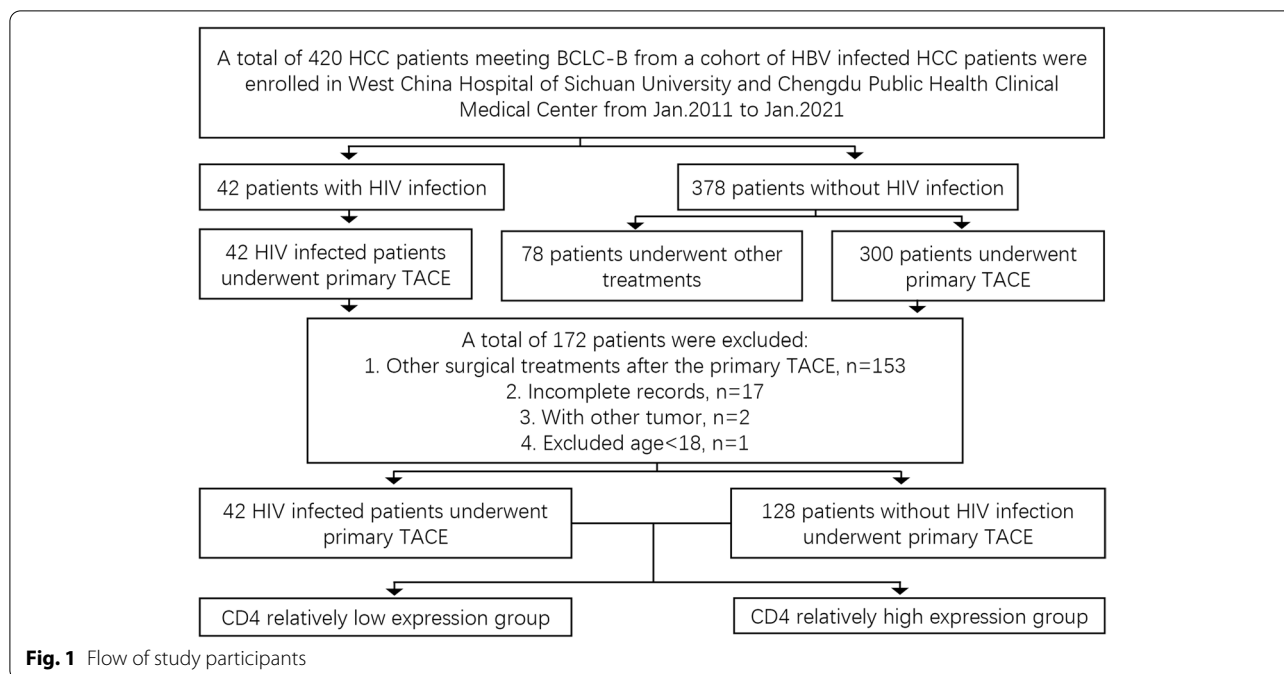 A total of 420 HCC patients meeting BCLC-B from a cohort of HBV infected HCC patients were
enrolled in West China Hospital of Sichuan University and Chengdu Public Health Clinical
Medical Center from Jan.2011 to Jan.2021
42 patients with HIV infection
378 patients without HIV infection
42 HIV infected patients
underwent primary TACE
78 patients underwent other
treatments
300 patients underwent
primary TACE
A total of 172 patients were excluded:
1. Other surgical treatments after the primary TACE, n=153
2. Incomplete records, n=17
3. With other tumor, n=2
4. Excluded age<18, n=1
42 HIV infected patients underwent
primary TACE
128 patients without HIV infection
underwent primary TACE
CD4 relatively low expression group
CD4 relatively high expression group
Fig. 1 Flow of study participants